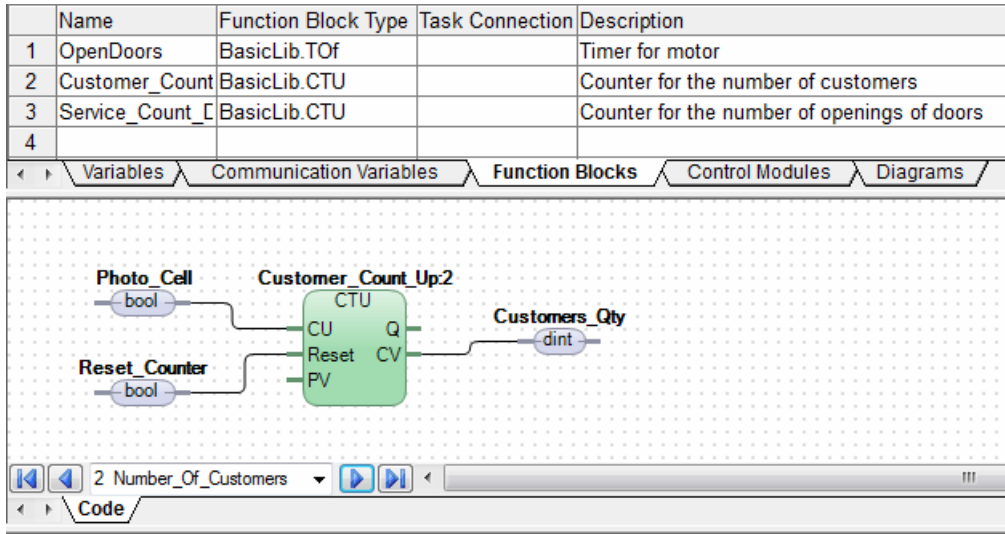 Name Function Block Type Task Connection Description
1 OpenDoors BasicLib.TOf Timer for motor
2 Customer_Count BasicLib.CTU Counter for the number of customers
3 Service_Count_D BasicLib.CTU Counter for the number of openings of doors
4
Variables Communication Variables Function Blocks Control Modules Diagrams
Photo_Cell Customer_Count_Up:2
bool CTU
CU Q Customers_Qty
Reset CV dint
Reset_Counter
bool PV
2 Number_Of_Customers
Code